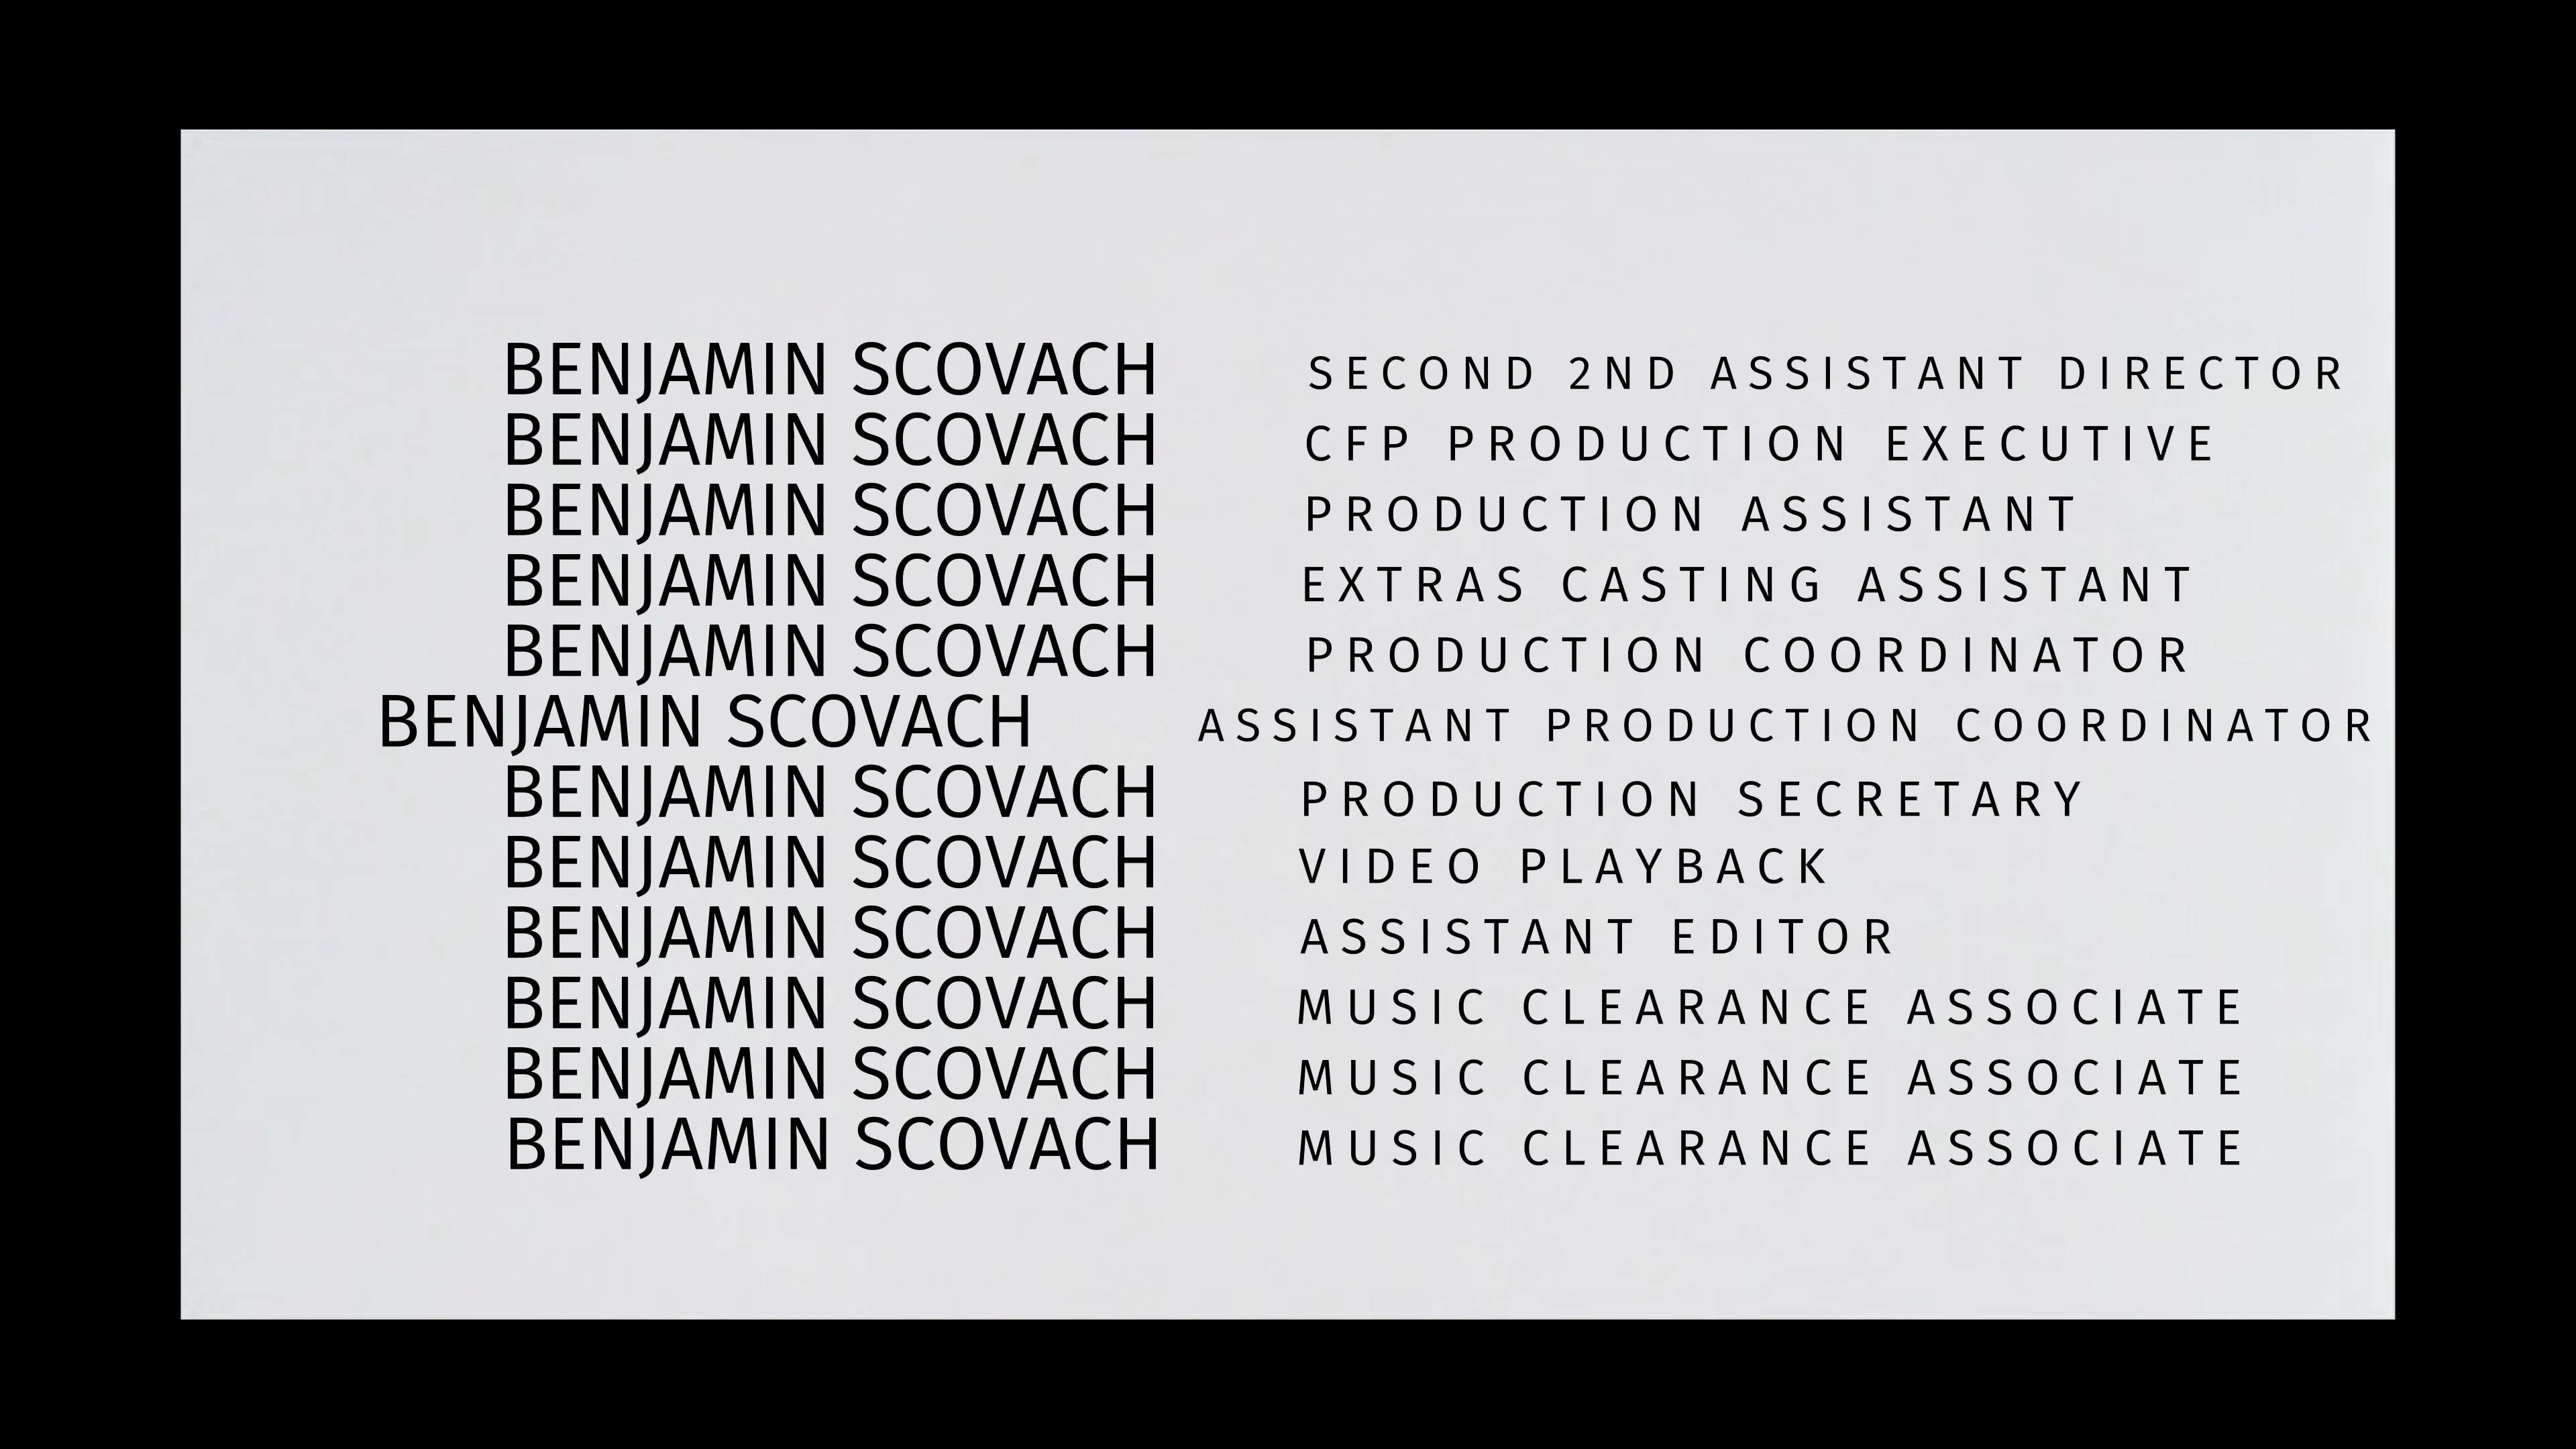 BENJAMIN SCOVACH SECOND 2ND ASSISTANT DIRECTOR
BENJAMIN SCOVACH CFP PRODUCTION EXECUTIVE
BENJAMIN SCOVACH PRODUCTION ASSISTANT
BENJAMIN SCOVACH EXTRAS CASTING ASSISTANT
BENJAMIN SCOVACH PRODUCTION COORDINATOR
BENJAMIN SCOVACH ASSISTANT PRODUCTION COORDINATOR
BENJAMIN SCOVACH PRODUCTION SECRETARY
BENJAMIN SCOVACH VIDEO PLAYBACK
BENJAMIN SCOVACH ASSISTANT EDITOR
BENJAMIN SCOVACH MUSIC CLEARANCE ASSOCIATE
BENJAMIN SCOVACH MUSIC CLEARANCE ASSOCIATE
BENJAMIN SCOVACH MUSIC CLEARANCE ASSOCIATE